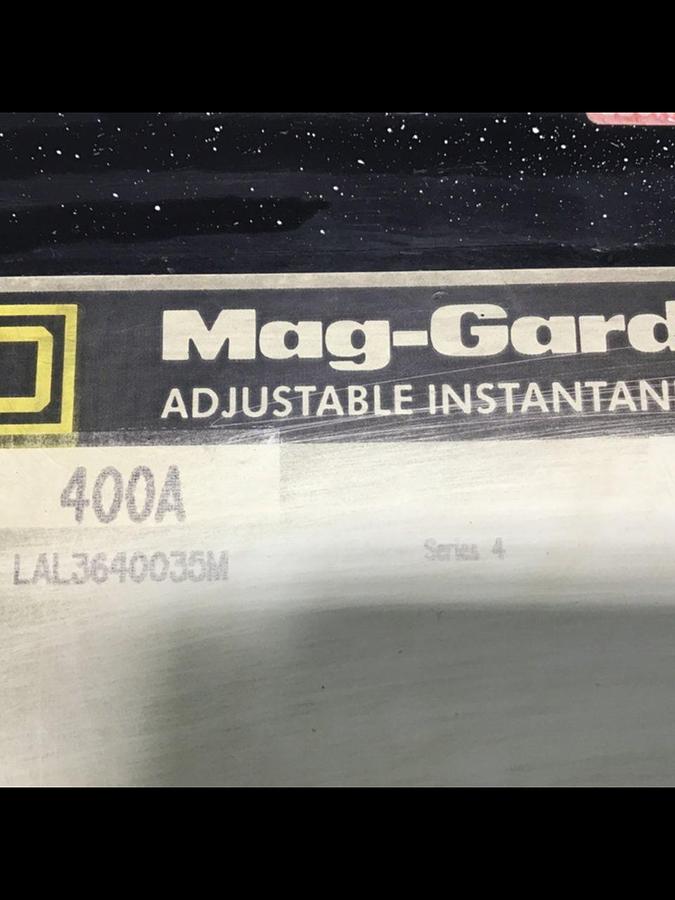 Mag-Gard
ADJUSTABLE INSTANTAN
400A
LAL3640035M
Series 4